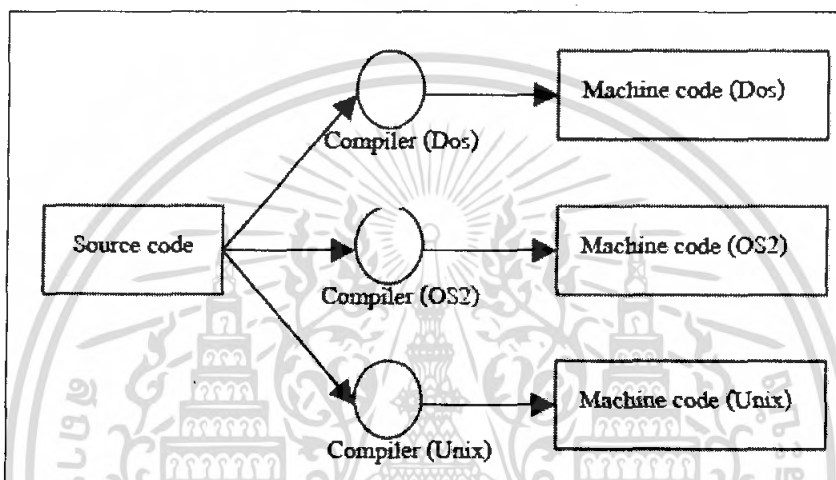 Machine code (Dos)
Compiler (Dos)
Source code
Machine code (OS2)
Compiler (OS2)
Machine code (Unix)
Compiler (Unix)